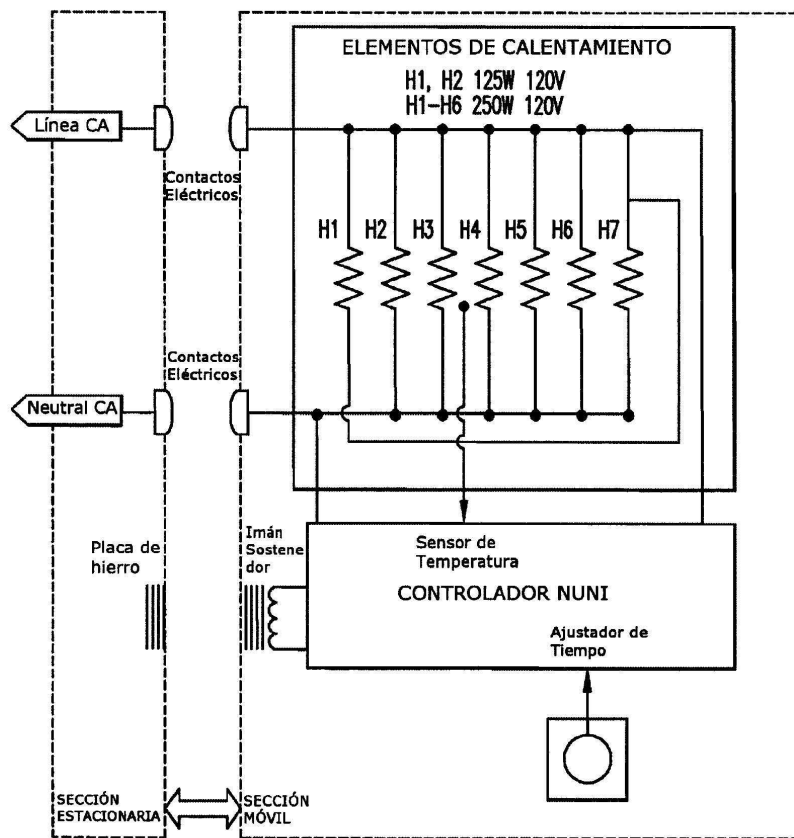 ELEMENTOS DE CALENTAMIENTO
H1, H2 125W 120V
H1-H6 250W 120V
Línea CA
Contactos
Eléctricos
H1 H2 H3 H4 H5 H6 H7
Contactos
Eléctricos
Neutral CA
Placa de
hierro
Imán
Sostene
dor
Sensor de
Temperatura
CONTROLADOR NUNI
Ajustador de
Tiempo
SECCIÓN
ESTACIONARIA
SECCIÓN
MÓVIL